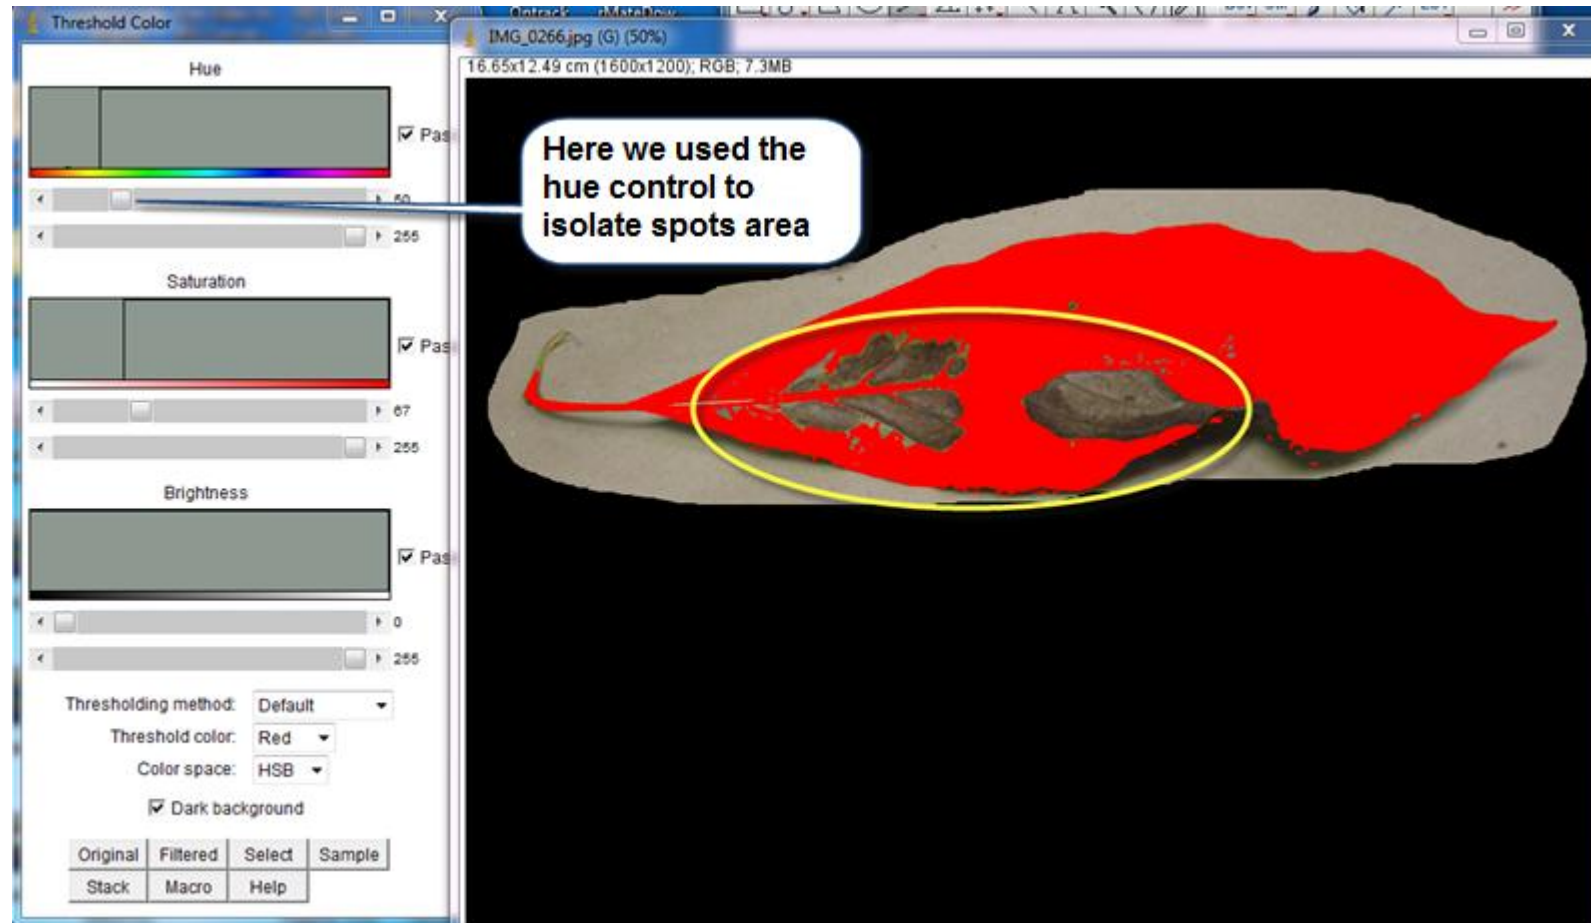 Threshold Color
IMG_0266.jpg (G) (50%)
16.65x12.49 cm (1600x1200); RGB; 7.3MB
Hue
Pas
50
255
Here we used the
hue control to
isolate spots area
Saturation
Pas
67
255
Brightness
Pas
0
255
Thresholding method: Default
Threshold color: Red
Color space: HSB
Dark background
Original Filtered Select Sample
Stack Macro Help